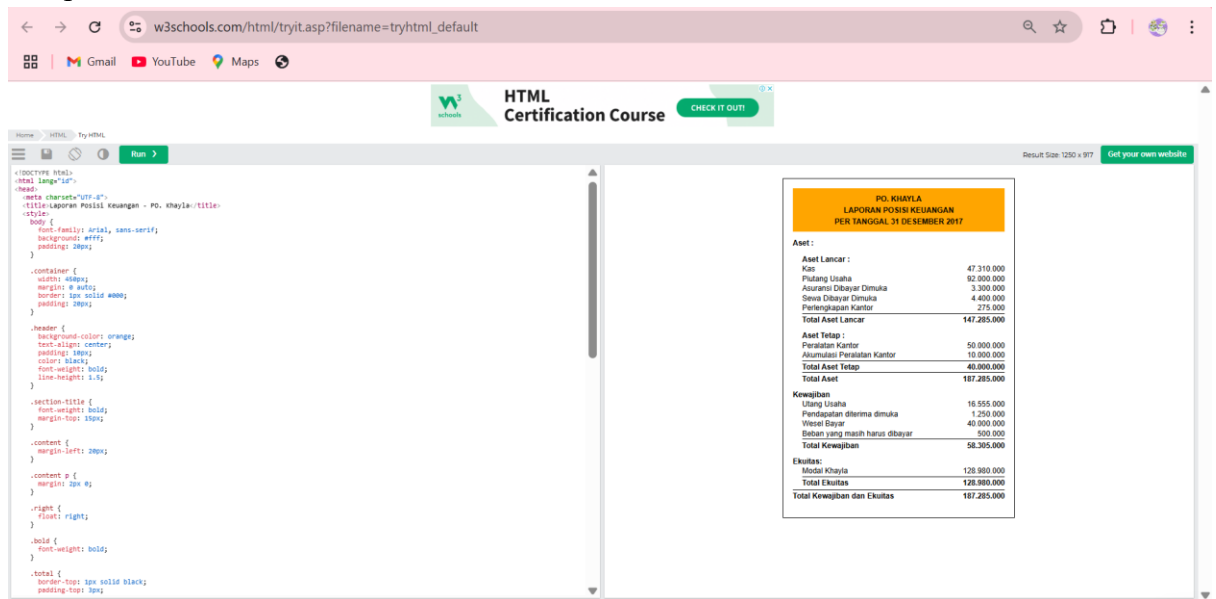 w3schools.com/html/tryit.asp?filename=tryhtml_default
Gmail YouTube Maps
W3 schools
HTML
Certification Course
CHECK IT OUT!
Home HTML Try HTML
Run ❯
Result Size: 1250 x 917
Get your own website
<!DOCTYPE html>
<html lang="id">
<head>
<meta charset="UTF-8">
<title>Laporan Posisi Keuangan - PO. Khayla</title>
<style>
body {
font-family: Arial, sans-serif;
background: #fff;
padding: 20px;
}
.container {
width: 450px;
margin: 0 auto;
border: 1px solid #000;
padding: 20px;
}
.header {
background-color: orange;
text-align: center;
padding: 10px;
color: black;
font-weight: bold;
line-height: 1.5;
}
.section-title {
font-weight: bold;
margin-top: 15px;
}
.content {
margin-left: 20px;
}
.content p {
margin: 2px 0;
}
.right {
float: right;
}
.bold {
font-weight: bold;
}
.total {
border-top: 1px solid black;
padding-top: 3px;
PO. KHAYLA
LAPORAN POSISI KEUANGAN
PER TANGGAL 31 DESEMBER 2017
Aset :
Aset Lancar :
Kas 47.310.000
Piutang Usaha 92.000.000
Asuransi Dibayar Dimuka 3.300.000
Sewa Dibayar Dimuka 4.400.000
Perlengkapan Kantor 275.000
Total Aset Lancar 147.285.000
Aset Tetap :
Peralatan Kantor 50.000.000
Akumulasi Peralatan Kantor 10.000.000
Total Aset Tetap 40.000.000
Total Aset 187.285.000
Kewajiban
Utang Usaha 16.555.000
Pendapatan diterima dimuka 1.250.000
Wesel Bayar 40.000.000
Beban yang masih harus dibayar 500.000
Total Kewajiban 58.305.000
Ekuitas:
Modal Khayla 128.980.000
Total Ekuitas 128.980.000
Total Kewajiban dan Ekuitas 187.285.000